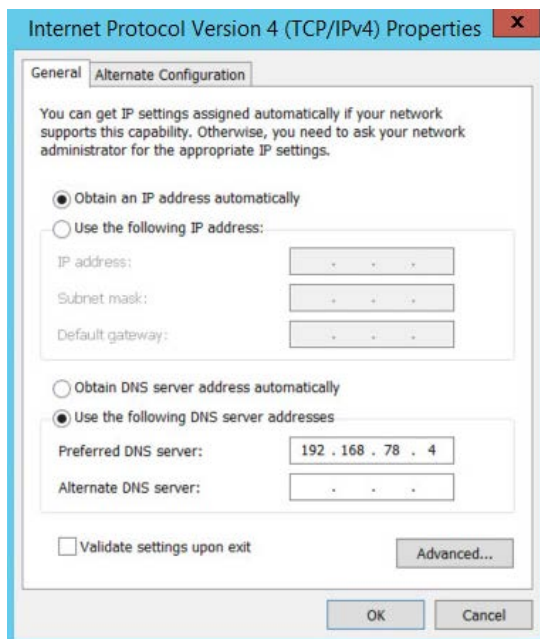 Internet Protocol Version 4 (TCP/IPv4) Properties
x
General
Alternate Configuration
You can get IP settings assigned automatically if your network
supports this capability. Otherwise, you need to ask your network
administrator for the appropriate IP settings.
Obtain an IP address automatically
Use the following IP address:
IP address: . . .
Subnet mask: . . .
Default gateway: . . .
Obtain DNS server address automatically
Use the following DNS server addresses
Preferred DNS server: 192 . 168 . 78 . 4
Alternate DNS server: . . .
Validate settings upon exit
Advanced...
OK Cancel